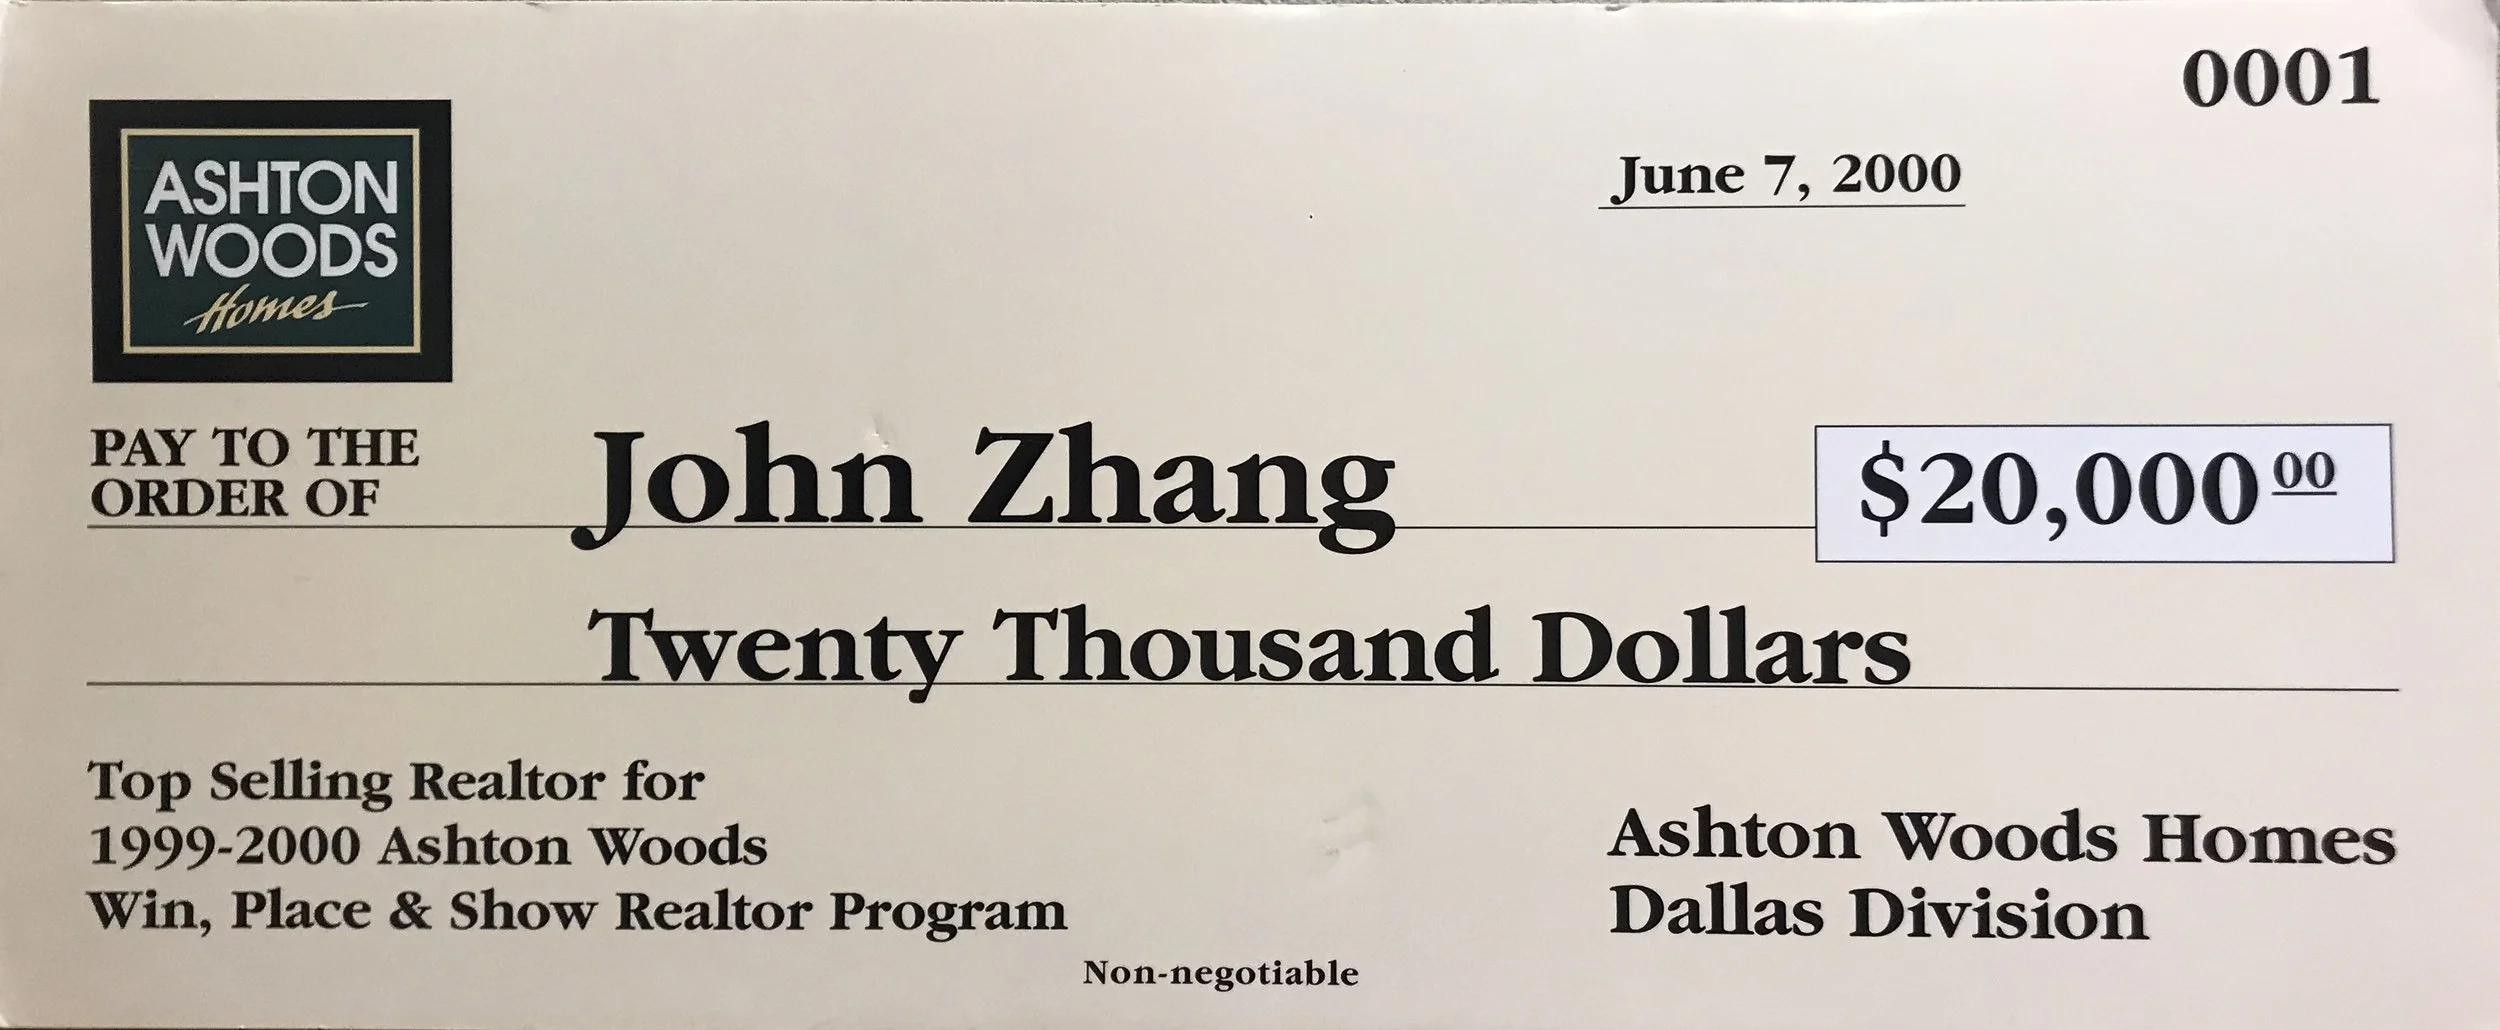 0001
ASHTON
WOODS
Homes
June 7, 2000
PAY TO THE
ORDER OF
John Zhang
$20,000 00
Twenty Thousand Dollars
Top Selling Realtor for
1999-2000 Ashton Woods
Win, Place & Show Realtor Program
Ashton Woods Homes
Dallas Division
Non-negotiable